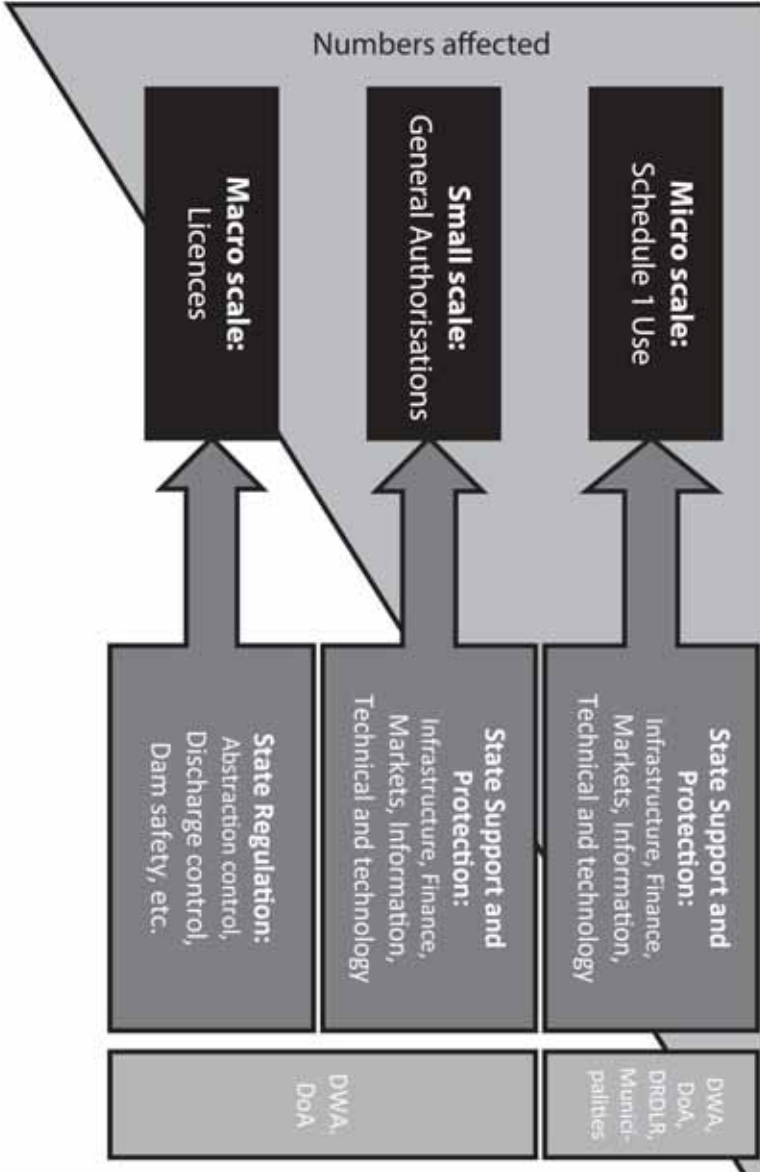 Numbers affected
Micro scale:
Schedule 1 Use
State Support and
Protection:
Infrastructure, Finance,
Markets, Information,
Technical and technology
DWA,
DoA,
DRDLR,
Munici-
palities
Small scale:
General Authorisations
State Support and
Protection:
Infrastructure, Finance,
Markets, Information,
Technical and technology
Macro scale:
Licences
State Regulation:
Abstraction control,
Discharge control,
Dam safety, etc.
DWA,
DoA